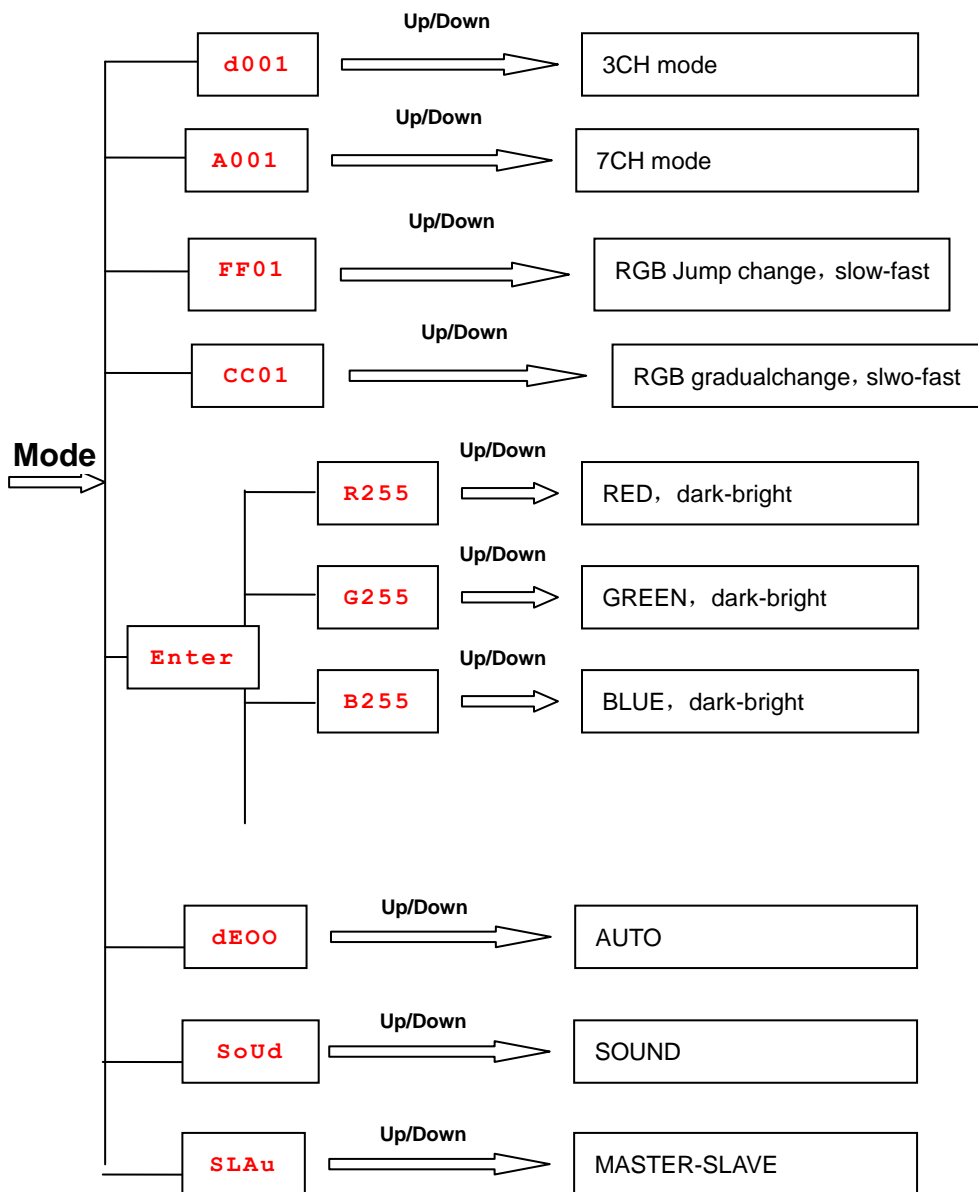 Up/Down
d001
3CH mode
Up/Down
A001
7CH mode
Up/Down
FF01
RGB Jump change，slow-fast
Up/Down
CC01
RGB gradualchange，slwo-fast
Mode
Up/Down
R255
RED，dark-bright
Up/Down
G255
GREEN，dark-bright
Enter
Up/Down
B255
BLUE，dark-bright
Up/Down
dEOO
AUTO
Up/Down
SoUd
SOUND
Up/Down
SLAu
MASTER-SLAVE